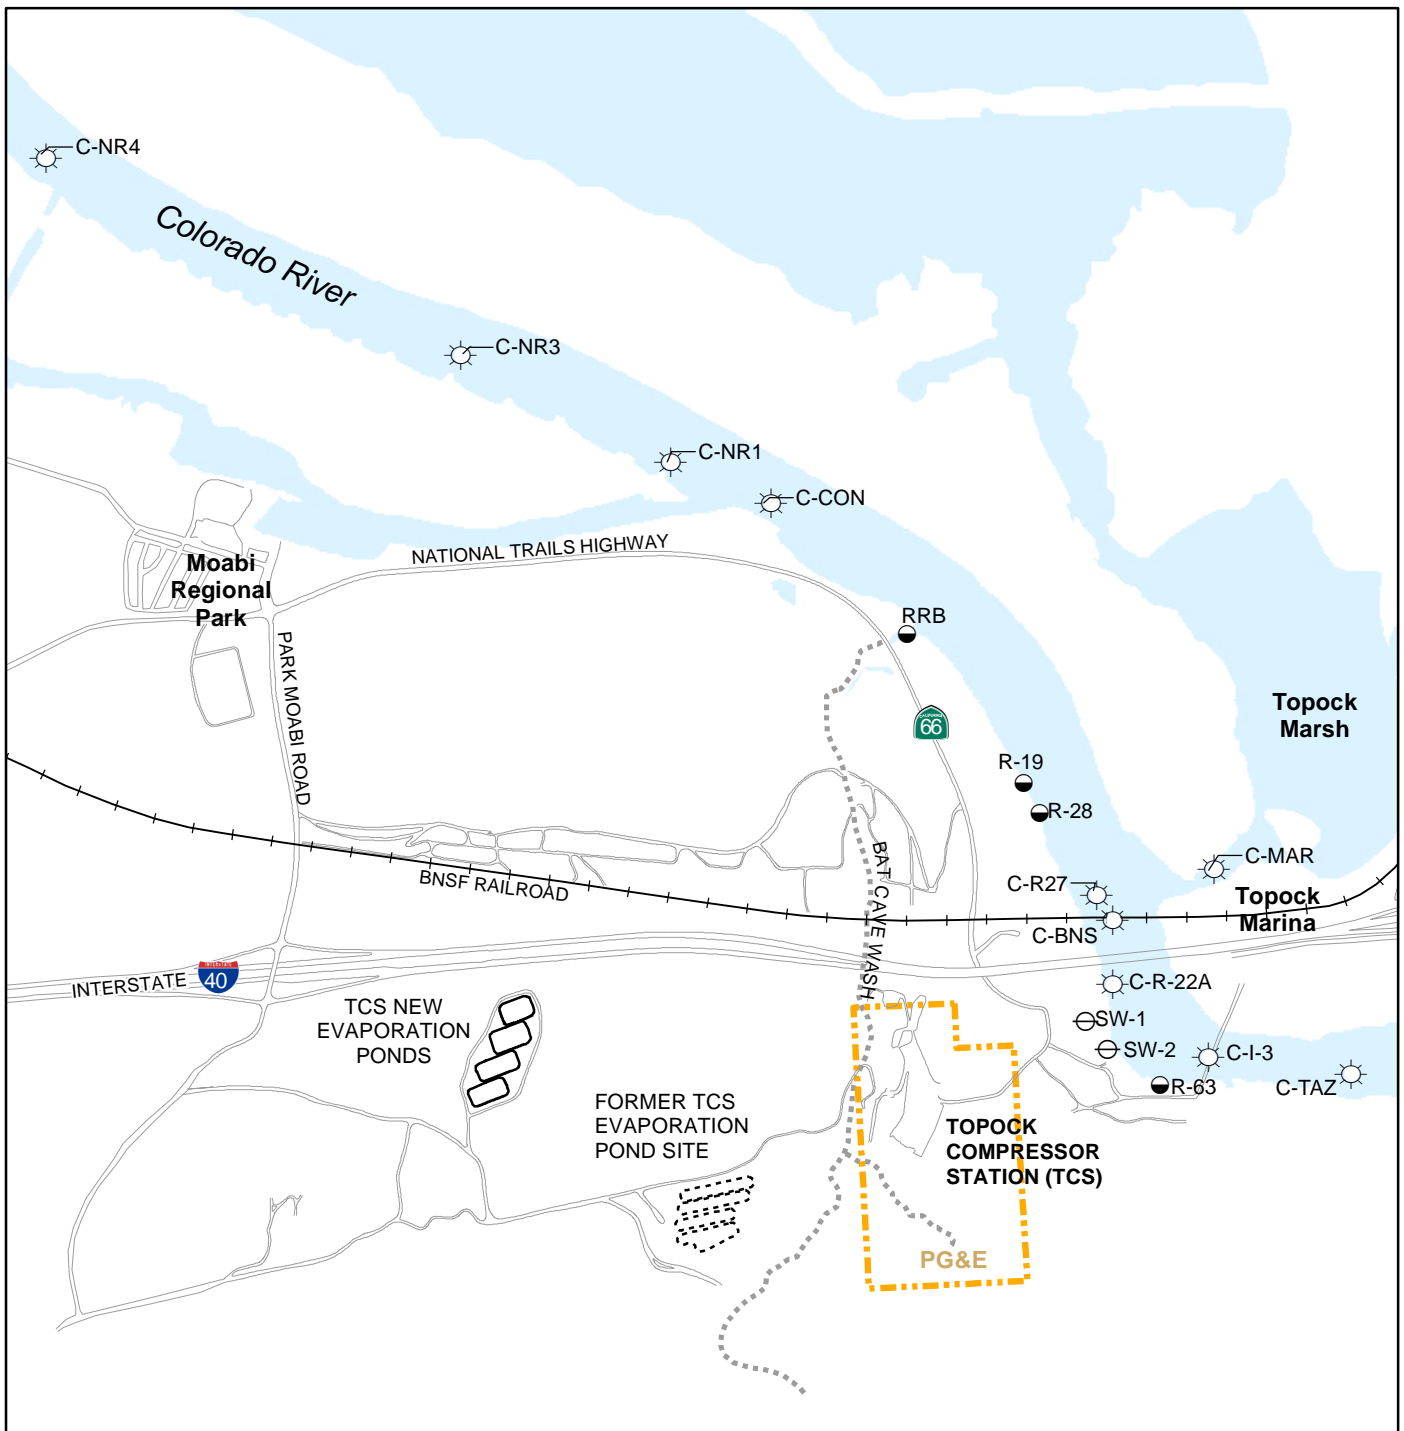 C-NR4
Colorado River
C-NR3
C-NR1
C-CON
NATIONAL TRAILS HIGHWAY
Moabi
Regional
Park
RRB
PARK MOABI ROAD
CALIFORNIA
66
Topock
Marsh
R-19
R-28
C-MAR
BAT CAVE WASH
BNSF RAILROAD
C-R27
Topock
Marina
C-BNS
INTERSTATE
INTERSTATE
40
C-R-22A
TCS NEW
EVAPORATION
PONDS
SW-1
SW-2
C-I-3
R-63
C-TAZ
FORMER TCS
EVAPORATION
POND SITE
TOPOCK
COMPRESSOR
STATION (TCS)
PG&E